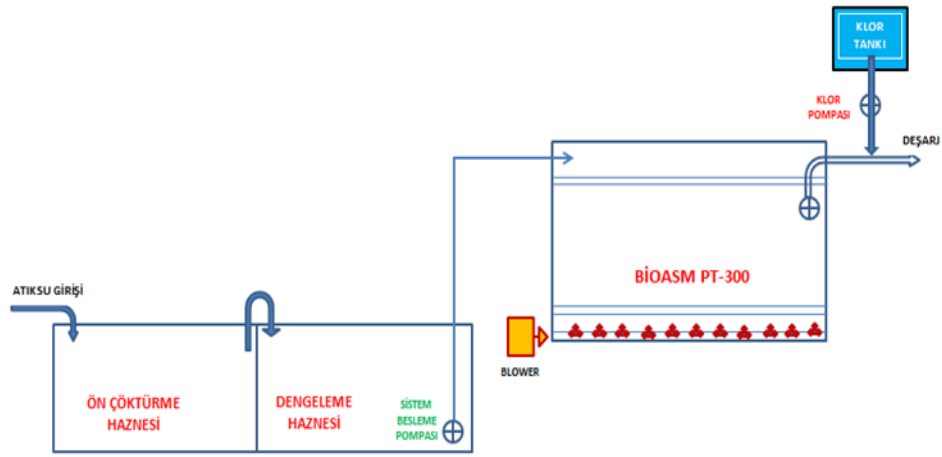 KLOR
TANKI
KLOR
POMPASI
DEŞARJ
BİOASM PT-300
ATIKSU GİRİŞİ
BLOWER
ÖN ÇÖKTÜRME
HAZNESİ
DENGELEME
HAZNESİ
SİSTEM
BESLEME
POMPASI